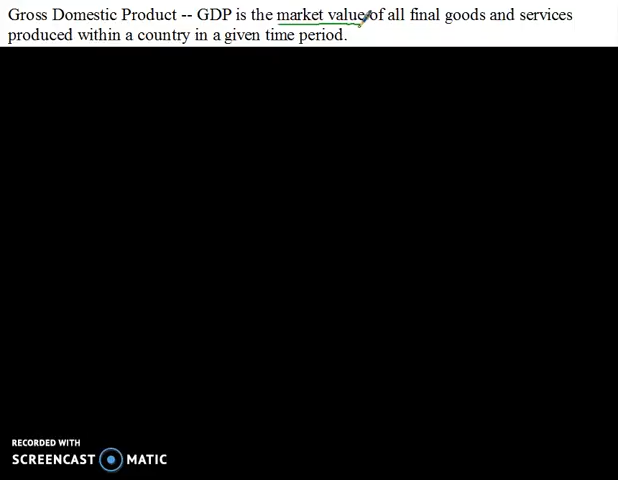 Gross Domestic Product -- GDP is the market value of all final goods and services
produced within a country in a given time period.
RECORDED WITH
SCREENCAST MATIC